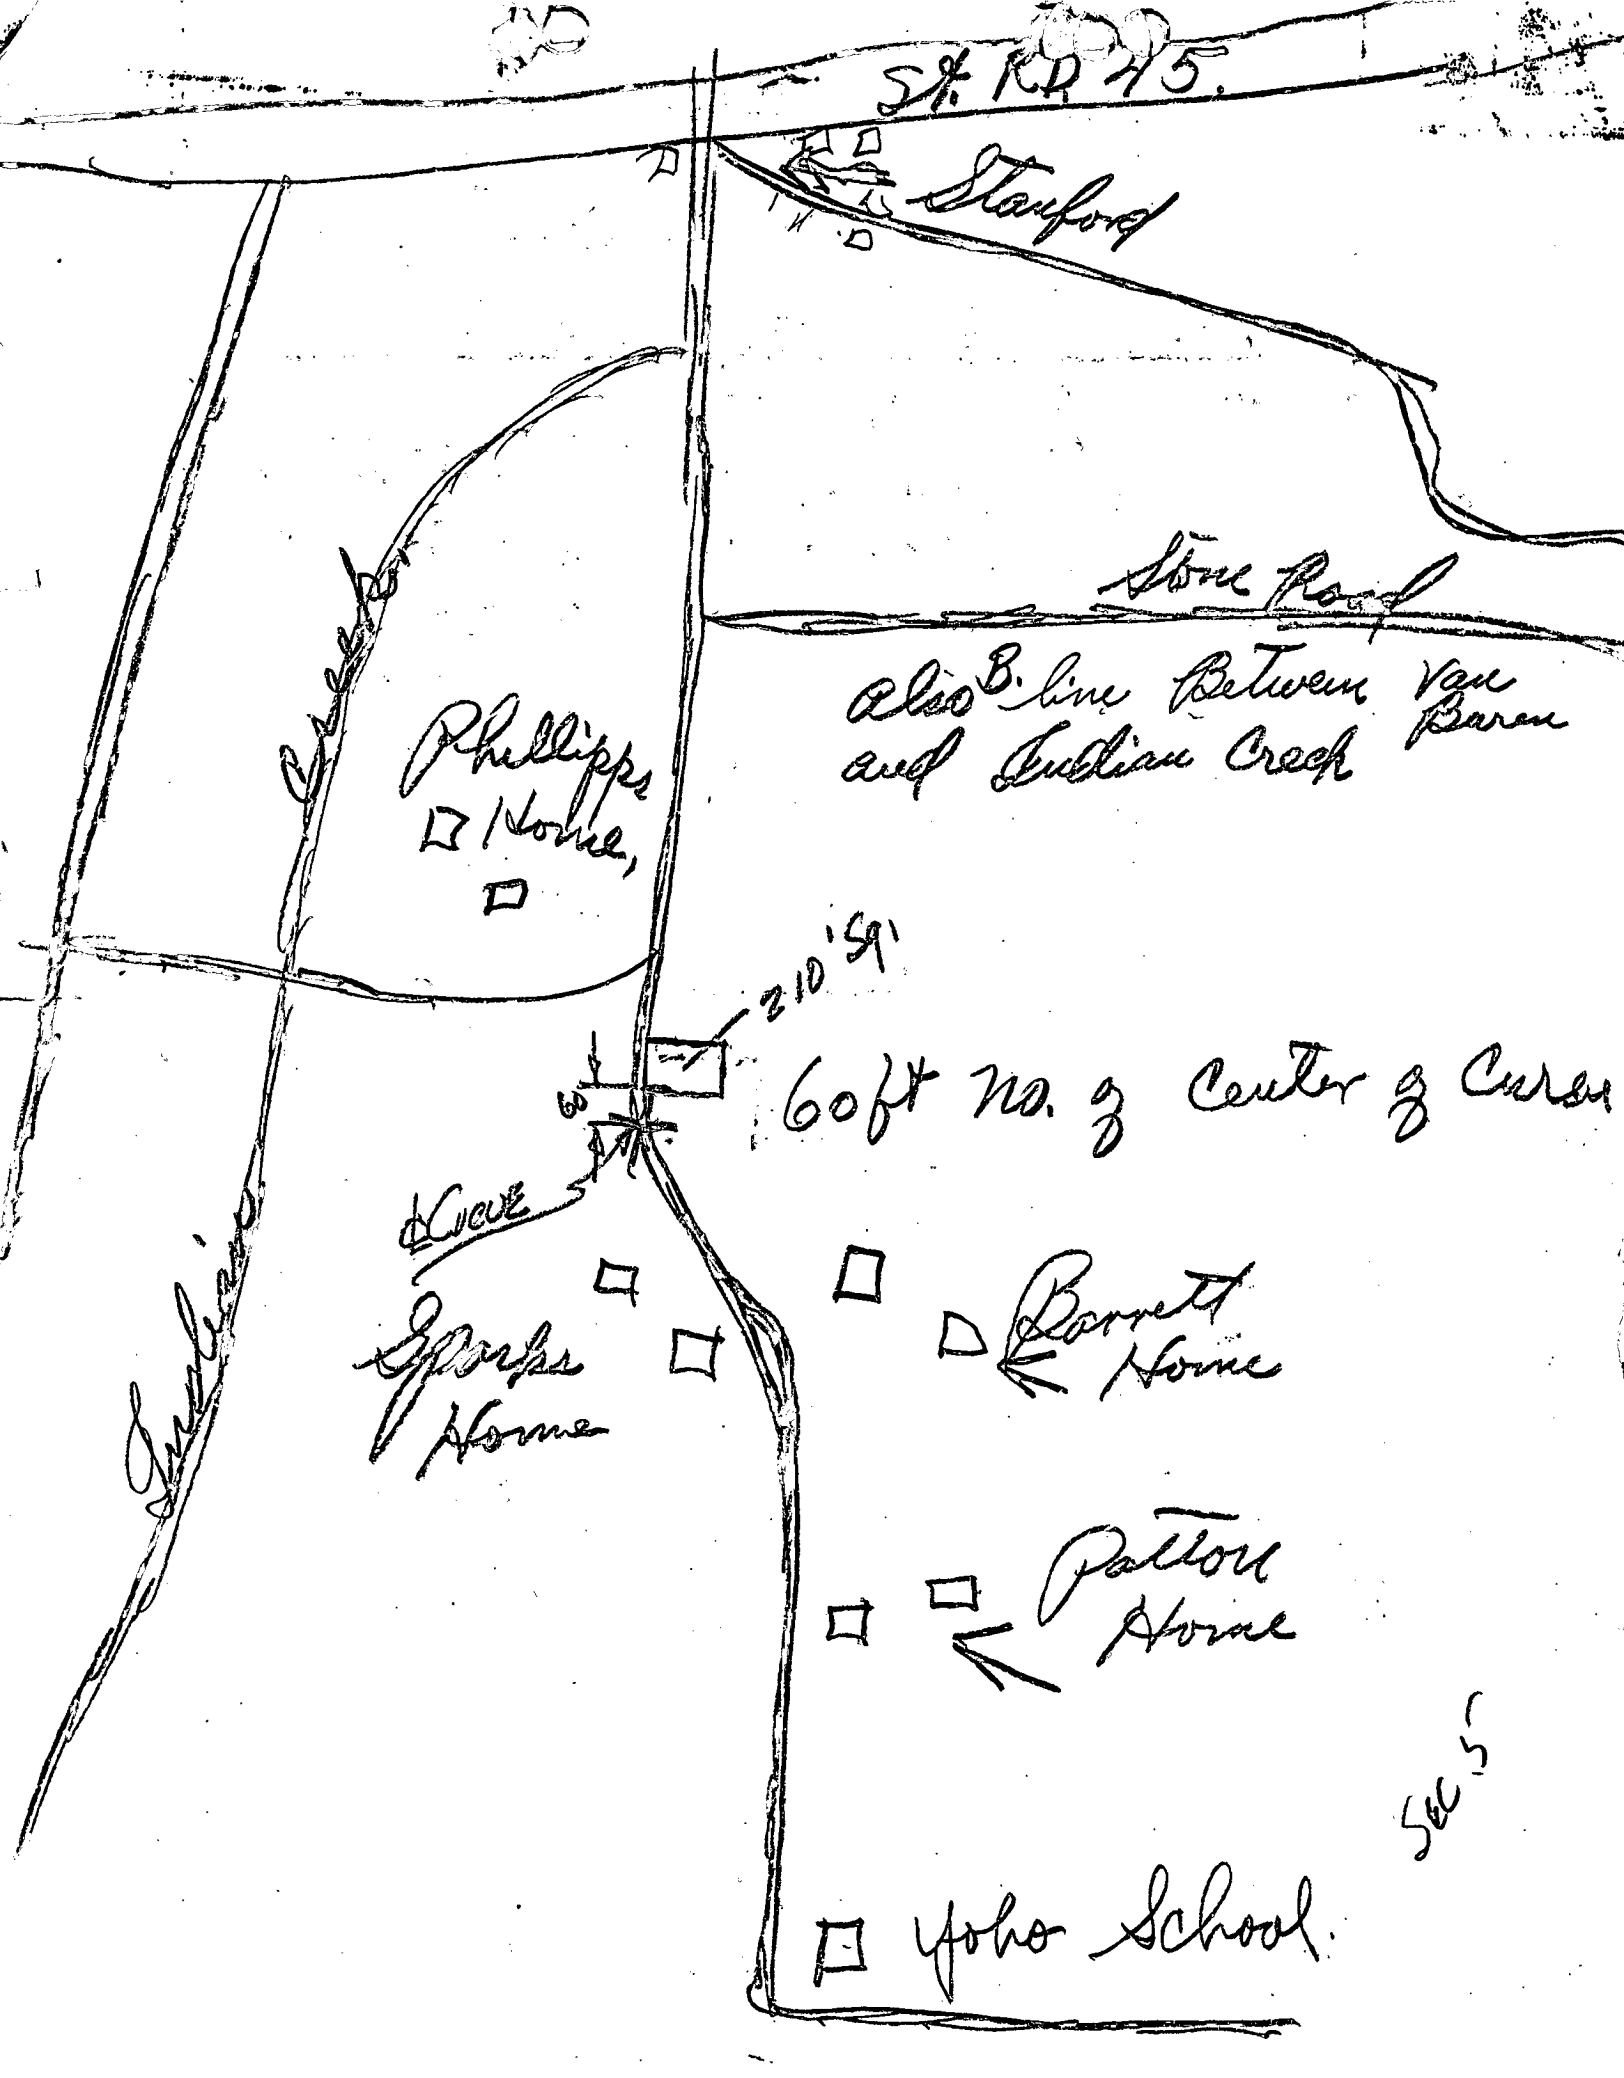 St. RD. 45.
Stanford
Stone Road
also B. line Between Van Buren
and Indian Creek
Creek
Phillipps
Home,
210' Sq.
60 ft No. of Center of Curve
60
¢ Curve
Indian
Sparks
Home
Barrett
Home
Patton
Home
SEC 5
Yoho School.